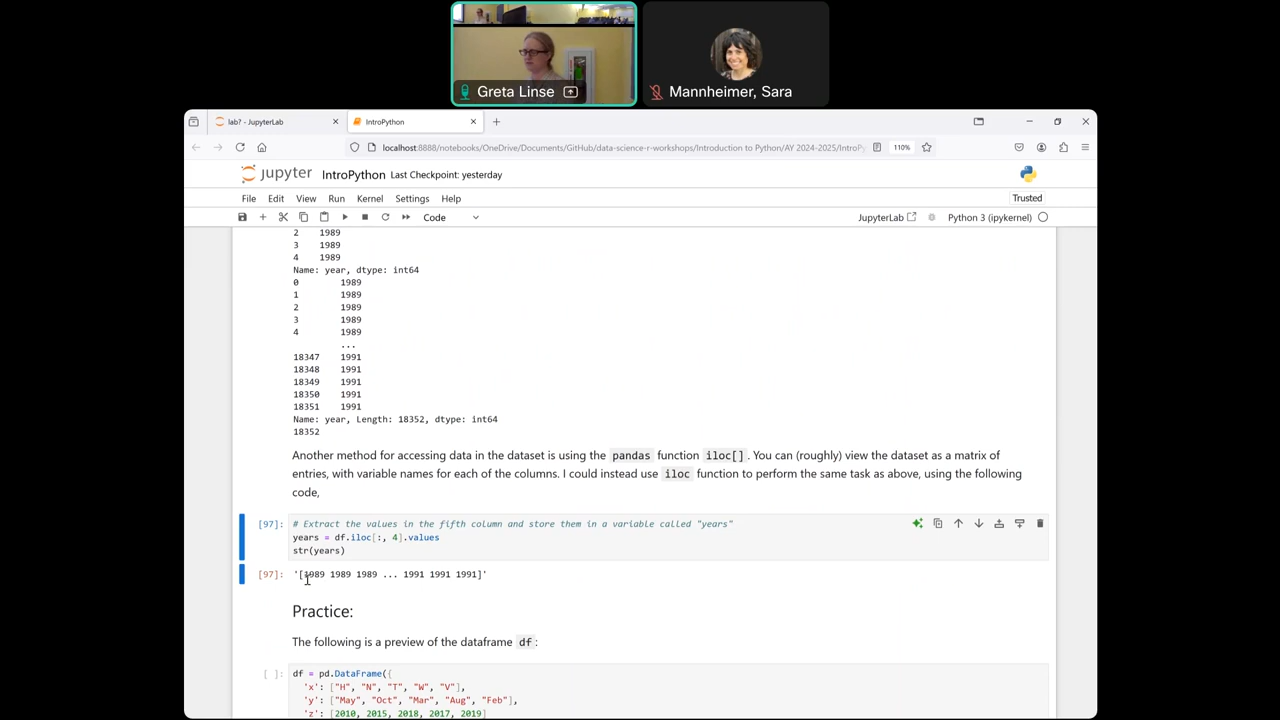 Greta Linse
Mannheimer, Sara
lab? - JupyterLab
IntroPython
localhost:8888/notebooks/OneDrive/Documents/GitHub/data-science-r-workshops/Introduction to Python/AY 2024-2025/IntroPy
110%
jupyter IntroPython Last Checkpoint: yesterday
File Edit View Run Kernel Settings Help
Trusted
Code
JupyterLab
Python 3 (ipykernel)
2 1989
3 1989
4 1989
Name: year, dtype: int64
0 1989
1 1989
2 1989
3 1989
4 1989
...
18347 1991
18348 1991
18349 1991
18350 1991
18351 1991
Name: year, Length: 18352, dtype: int64
18352
Another method for accessing data in the dataset is using the pandas function iloc[] . You can (roughly) view the dataset as a matrix of
entries, with variable names for each of the columns. I could instead use iloc function to perform the same task as above, using the following
code,
[97]: # Extract the values in the fifth column and store them in a variable called "years"
years = df.iloc[:, 4].values
str(years)
[97]: '[1989 1989 1989 ... 1991 1991 1991]'
Practice:
The following is a preview of the dataframe df :
[ ]: df = pd.DataFrame({
'x': ["H", "N", "T", "W", "V"],
'y': ["May", "Oct", "Mar", "Aug", "Feb"],
'z': [2010, 2015, 2018, 2017, 2019]